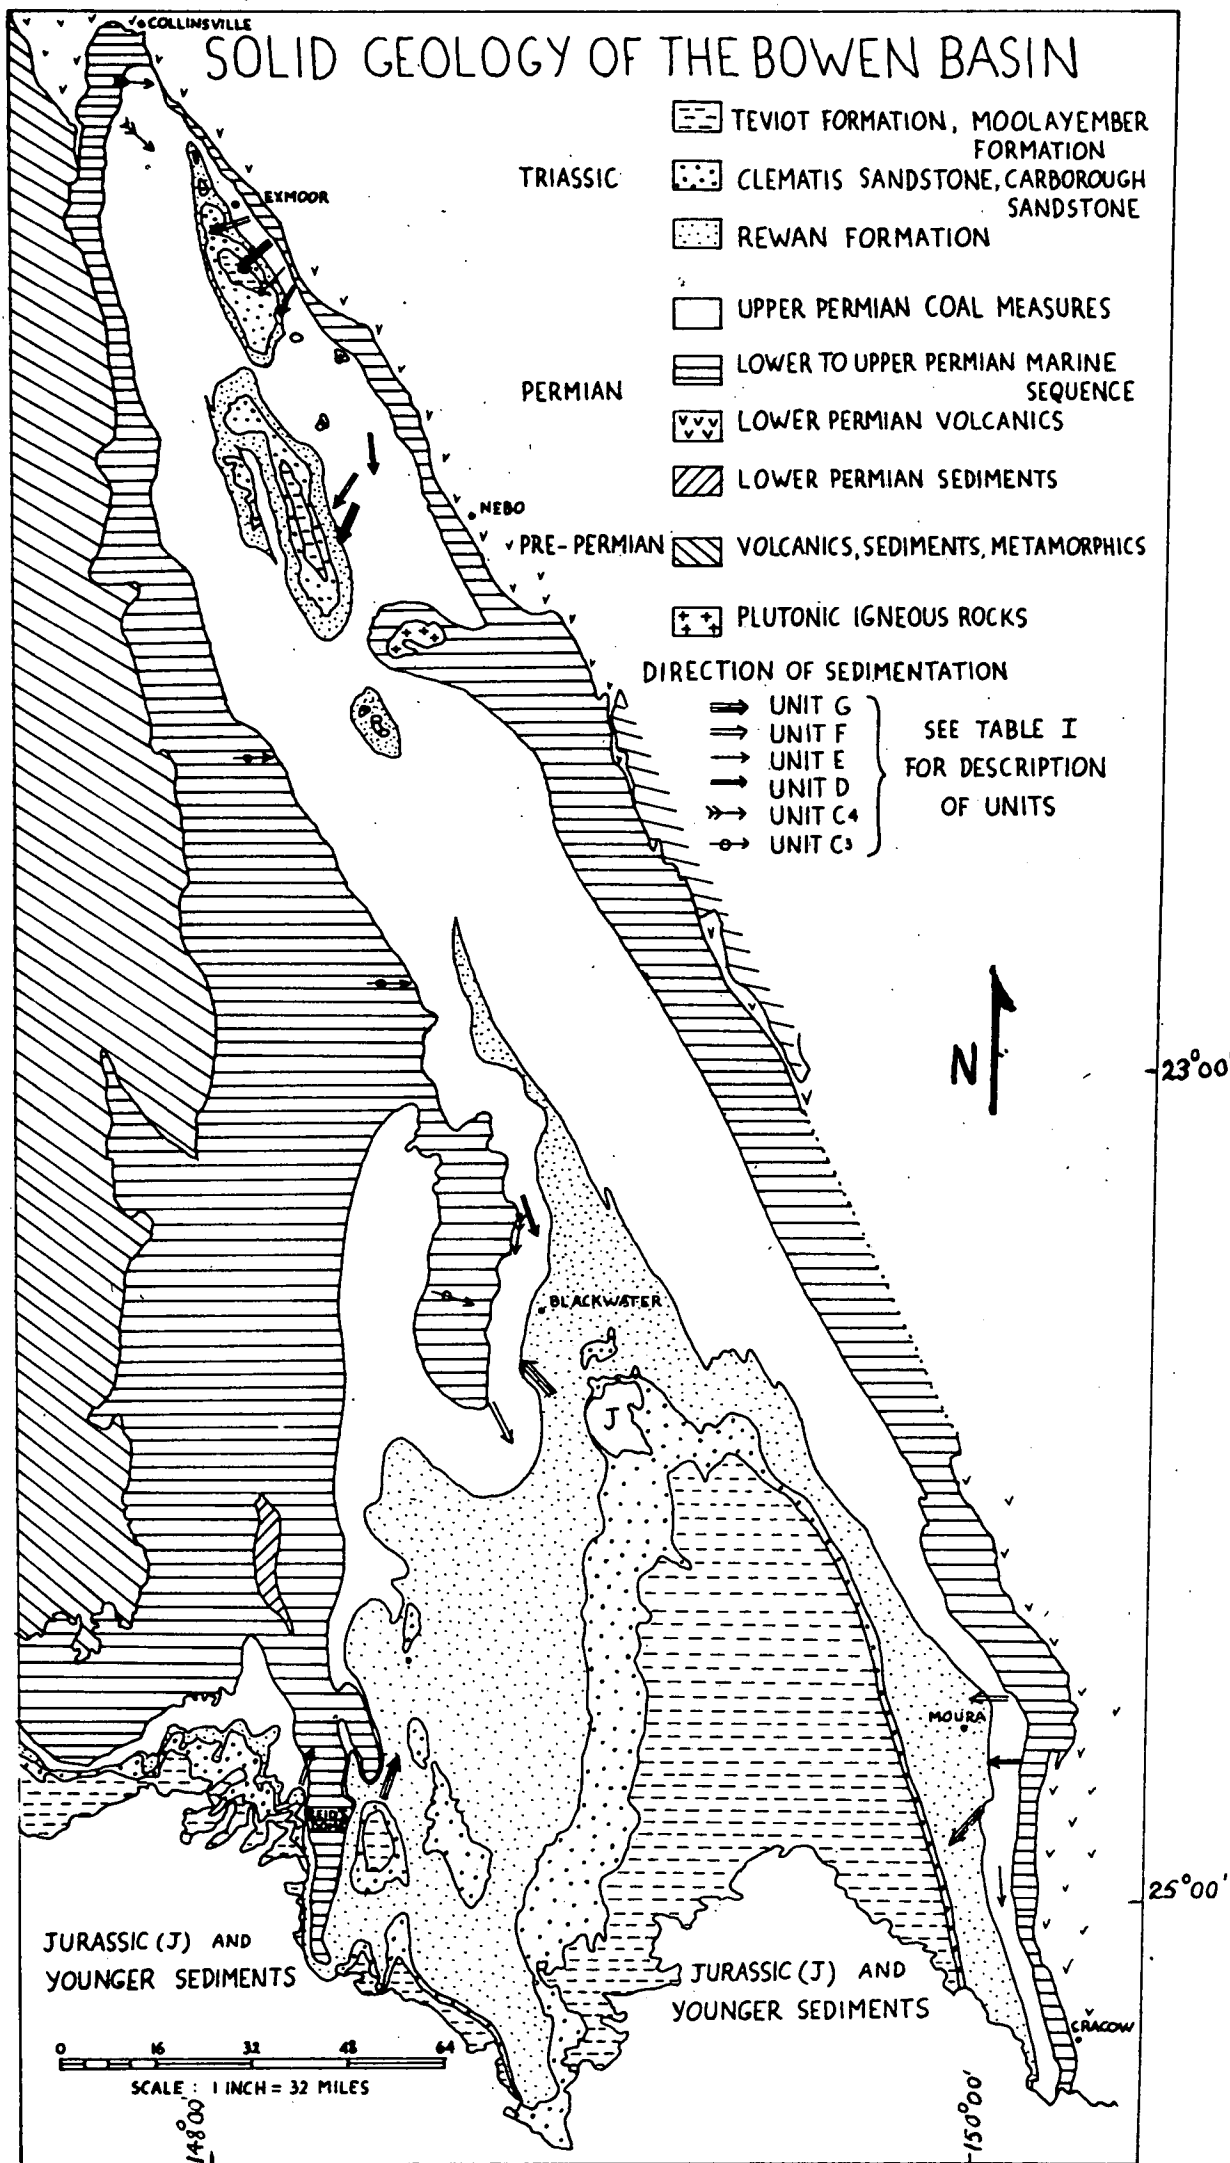 COLLINSVILLE
SOLID GEOLOGY OF THE BOWEN BASIN
TEVIOT FORMATION, MOOLAYEMBER
FORMATION
TRIASSIC
CLEMATIS SANDSTONE, CARBOROUGH
SANDSTONE
REWAN FORMATION
EXMOOR
UPPER PERMIAN COAL MEASURES
LOWER TO UPPER PERMIAN MARINE
SEQUENCE
PERMIAN
LOWER PERMIAN VOLCANICS
LOWER PERMIAN SEDIMENTS
NEBO
PRE-PERMIAN
VOLCANICS, SEDIMENTS, METAMORPHICS
PLUTONIC IGNEOUS ROCKS
DIRECTION OF SEDIMENTATION
UNIT G
UNIT F
UNIT E
UNIT D
UNIT C4
UNIT C3
SEE TABLE I
FOR DESCRIPTION
OF UNITS
N
23°00'
BLACKWATER
J
MOURA
25°00'
JURASSIC (J) AND
YOUNGER SEDIMENTS
JURASSIC (J) AND
YOUNGER SEDIMENTS
CRACOW
0 16 32 48 64
SCALE : 1 INCH = 32 MILES
148°00'
150°00'